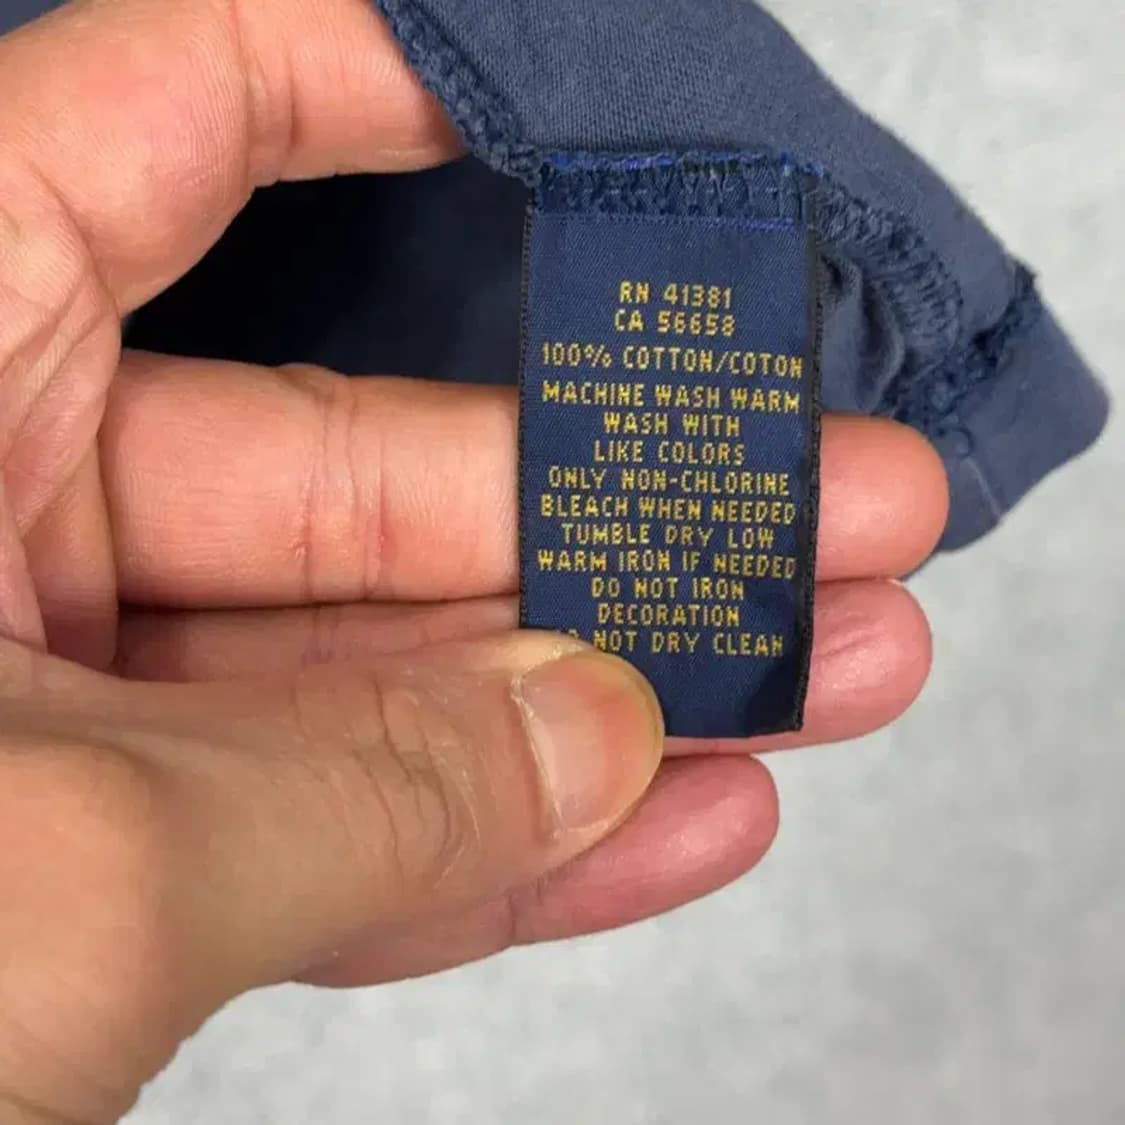 RN 41381
CA 56658
100% COTTON/COTON
MACHINE WASH WARM
WASH WITH
LIKE COLORS
ONLY NON-CHLORINE
BLEACH WHEN NEEDED
TUMBLE DRY LOW
WARM IRON IF NEEDED
DO NOT IRON
DECORATION
NOT DRY CLEAN